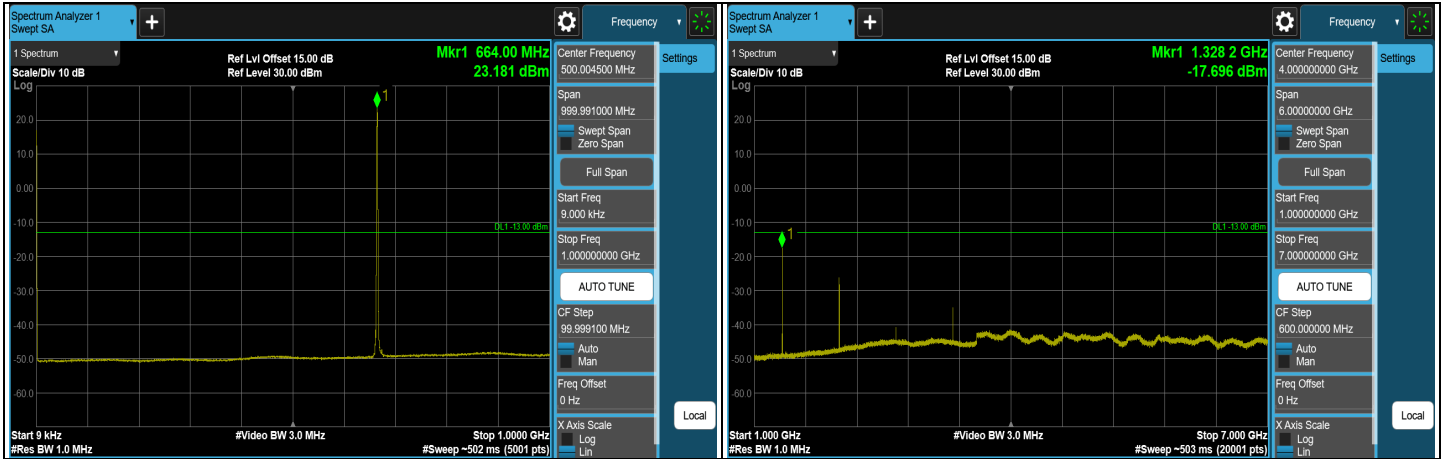 Spectrum Analyzer 1
Swept SA
+
Frequency
1 Spectrum
Scale/Div 10 dB
Log
Ref Lvl Offset 15.00 dB
Ref Level 30.00 dBm
Mkr1 664.00 MHz
23.181 dBm
1
20.0
10.0
0.00
-10.0
-20.0
-30.0
-40.0
-50.0
-60.0
DL1 -13.00 dBm
Start 9 kHz
#Res BW 1.0 MHz
#Video BW 3.0 MHz
Stop 1.0000 GHz
#Sweep ~502 ms (5001 pts)
Center Frequency
500.004500 MHz
Span
999.991000 MHz
Swept Span
Zero Span
Full Span
Start Freq
9.000 kHz
Stop Freq
1.000000000 GHz
AUTO TUNE
CF Step
99.999100 MHz
Auto
Man
Freq Offset
0 Hz
X Axis Scale
Log
Lin
Settings
Local
Spectrum Analyzer 1
Swept SA
+
Frequency
1 Spectrum
Scale/Div 10 dB
Log
Ref Lvl Offset 15.00 dB
Ref Level 30.00 dBm
Mkr1 1.328 2 GHz
-17.696 dBm
1
20.0
10.0
0.00
-10.0
-20.0
-30.0
-40.0
-50.0
-60.0
DL1 -13.00 dBm
Start 1.000 GHz
#Res BW 1.0 MHz
#Video BW 3.0 MHz
Stop 7.000 GHz
#Sweep ~503 ms (20001 pts)
Center Frequency
4.000000000 GHz
Span
6.00000000 GHz
Swept Span
Zero Span
Full Span
Start Freq
1.000000000 GHz
Stop Freq
7.000000000 GHz
AUTO TUNE
CF Step
600.000000 MHz
Auto
Man
Freq Offset
0 Hz
X Axis Scale
Log
Lin
Settings
Local